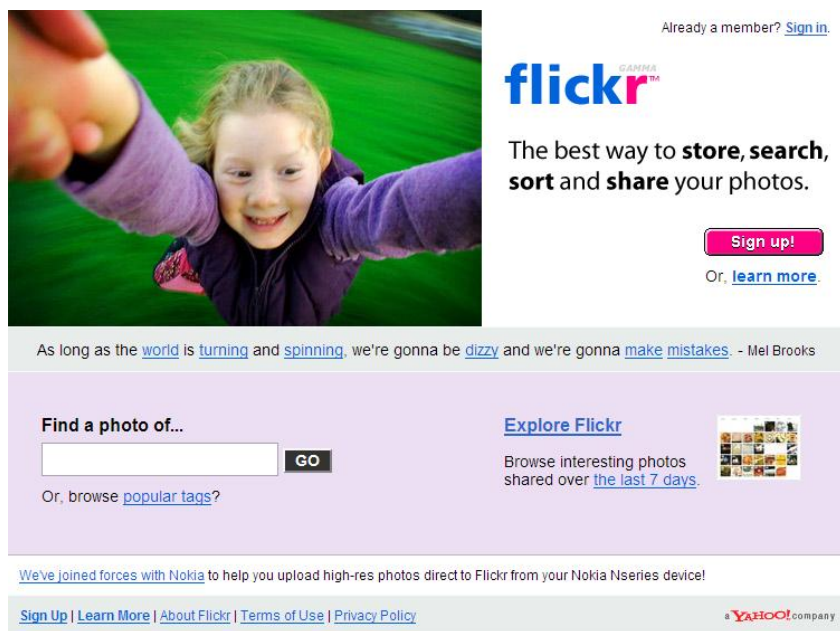 Already a member? Sign in.
GAMMA
flickr™
The best way to store, search,
sort and share your photos.
Sign up!
Or, learn more.
As long as the world is turning and spinning, we're gonna be dizzy and we're gonna make mistakes. - Mel Brooks
Find a photo of...
GO
Or, browse popular tags?
Explore Flickr
Browse interesting photos
shared over the last 7 days.
We've joined forces with Nokia to help you upload high-res photos direct to Flickr from your Nokia Nseries device!
Sign Up | Learn More | About Flickr | Terms of Use | Privacy Policy
a YAHOO! company